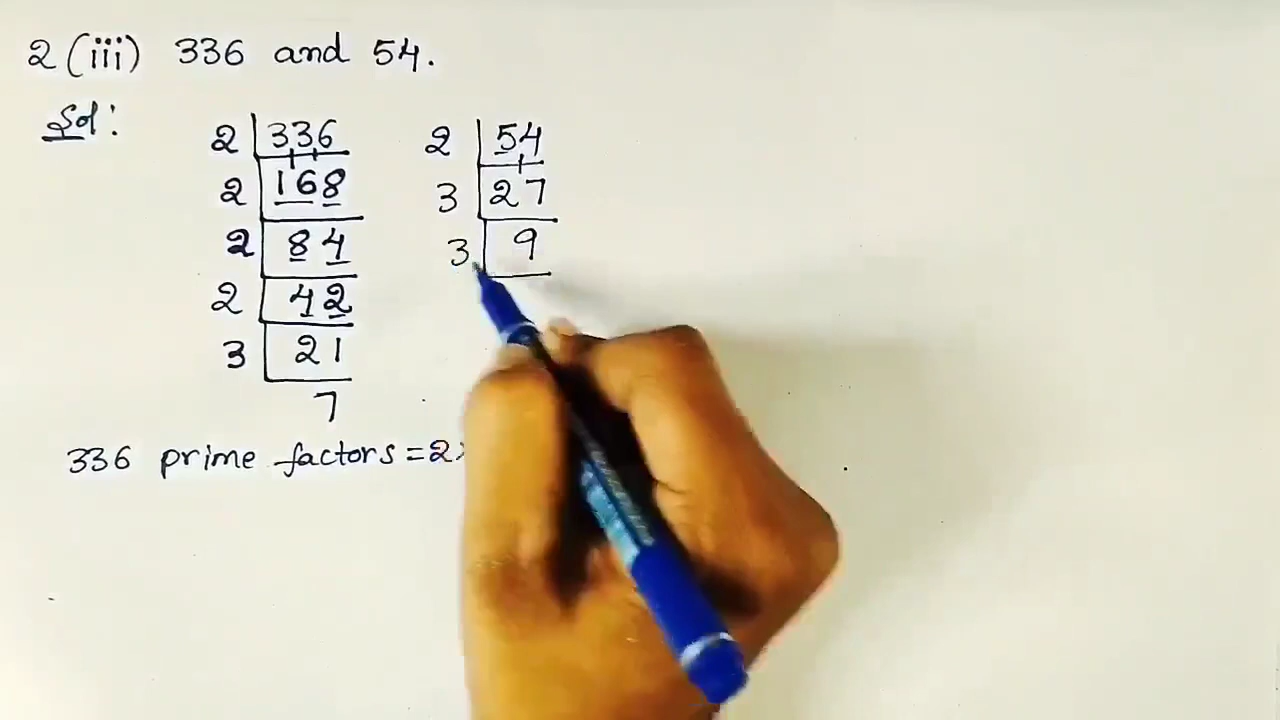 2 (iii) 336 and 54.
Sol:
2 | 336
2 | 168
2 | 84
2 | 42
3 | 21
7
2 | 54
3 | 27
3 | 9
336 prime factors = 2×